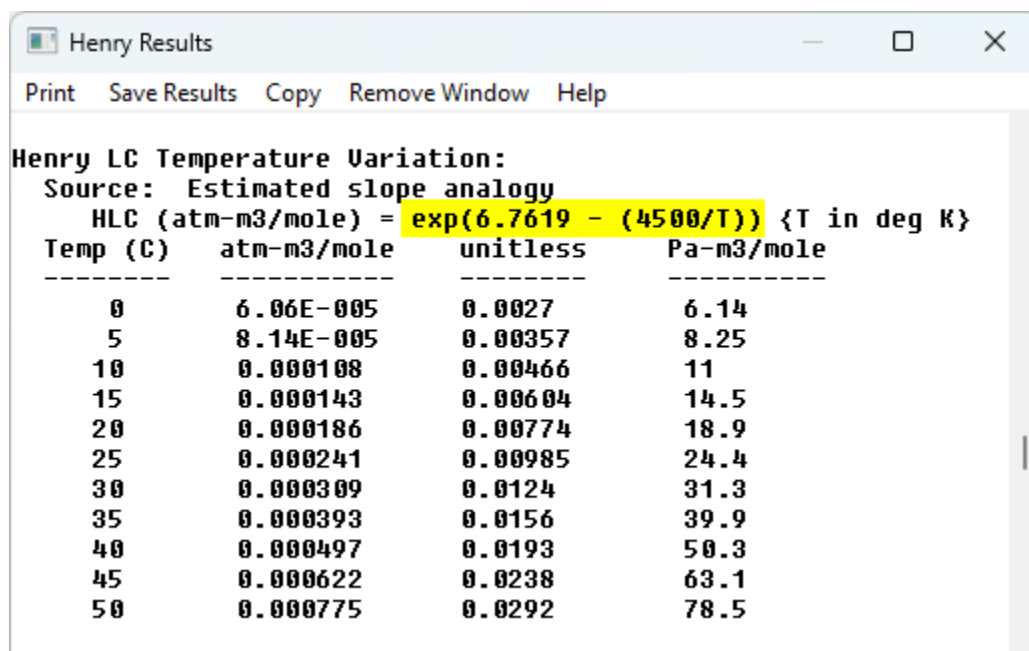 Henry Results
Print Save Results Copy Remove Window Help
Henry LC Temperature Variation:
Source: Estimated slope analogy
HLC (atm-m3/mole) = exp(6.7619 - (4500/T)) {T in deg K}
Temp (C) atm-m3/mole unitless Pa-m3/mole
-------- ----------- -------- ----------
0 6.06E-005 0.0027 6.14
5 8.14E-005 0.00357 8.25
10 0.000108 0.00466 11
15 0.000143 0.00604 14.5
20 0.000186 0.00774 18.9
25 0.000241 0.00985 24.4
30 0.000309 0.0124 31.3
35 0.000393 0.0156 39.9
40 0.000497 0.0193 50.3
45 0.000622 0.0238 63.1
50 0.000775 0.0292 78.5